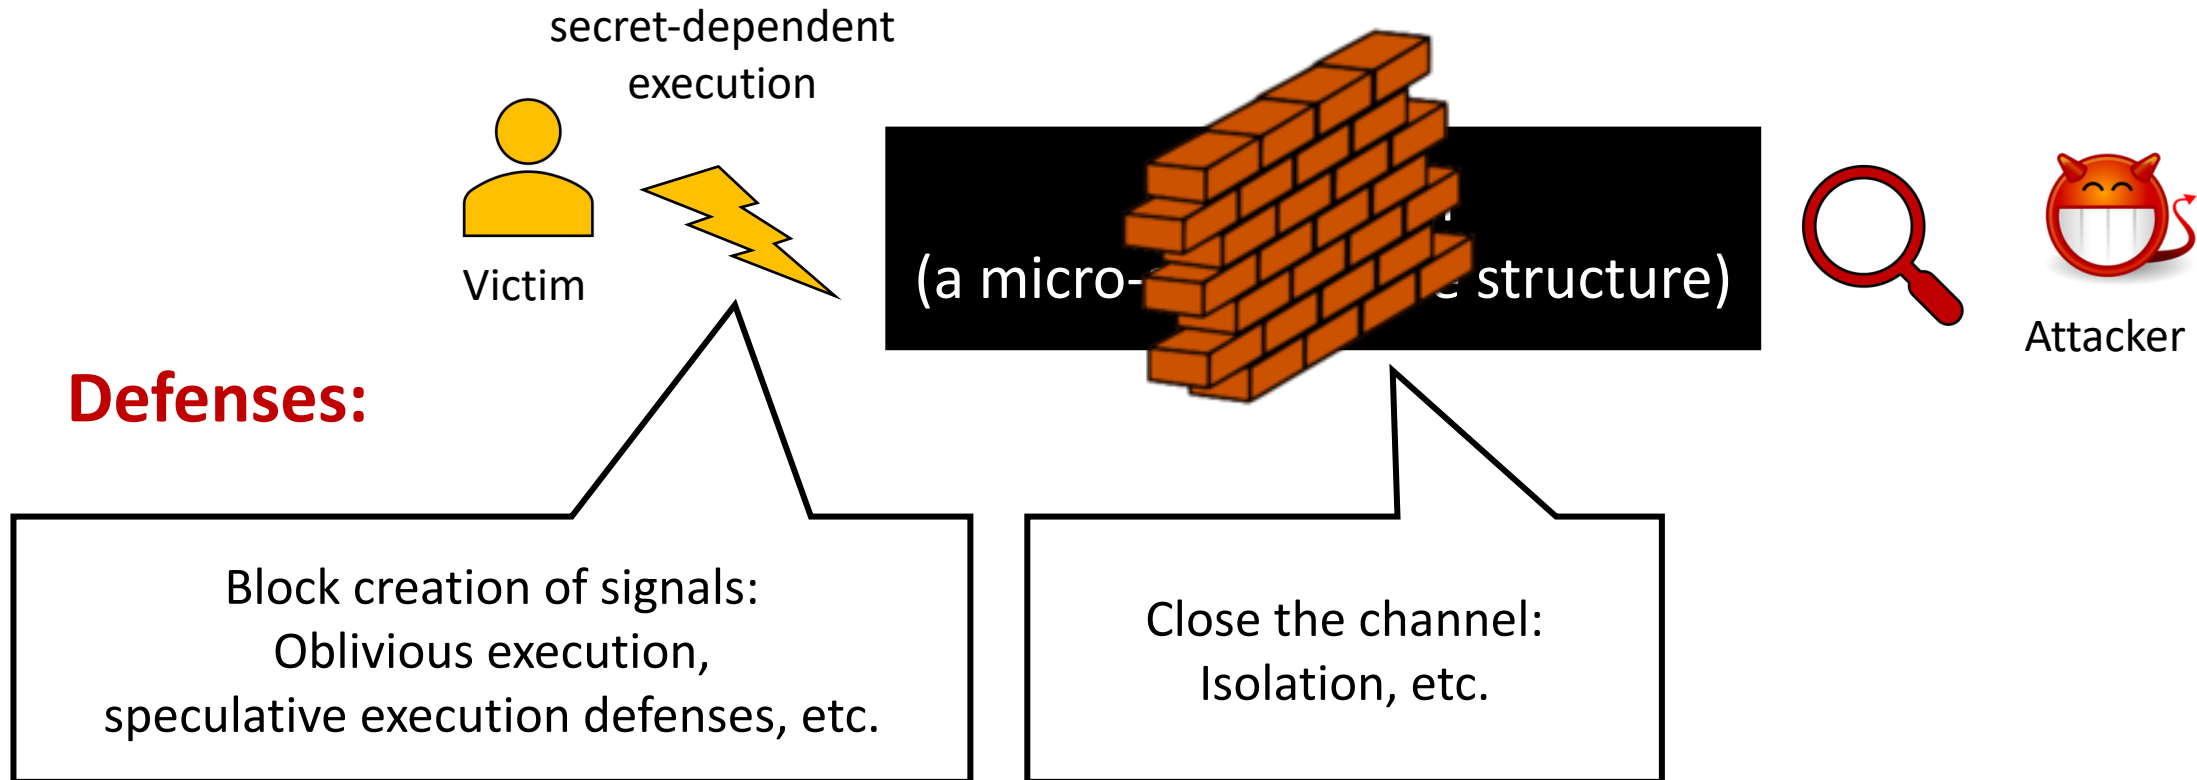 secret-dependent
execution
Victim
(a micro- structure)
Attacker
Defenses:
Block creation of signals:
Oblivious execution,
speculative execution defenses, etc.
Close the channel:
Isolation, etc.